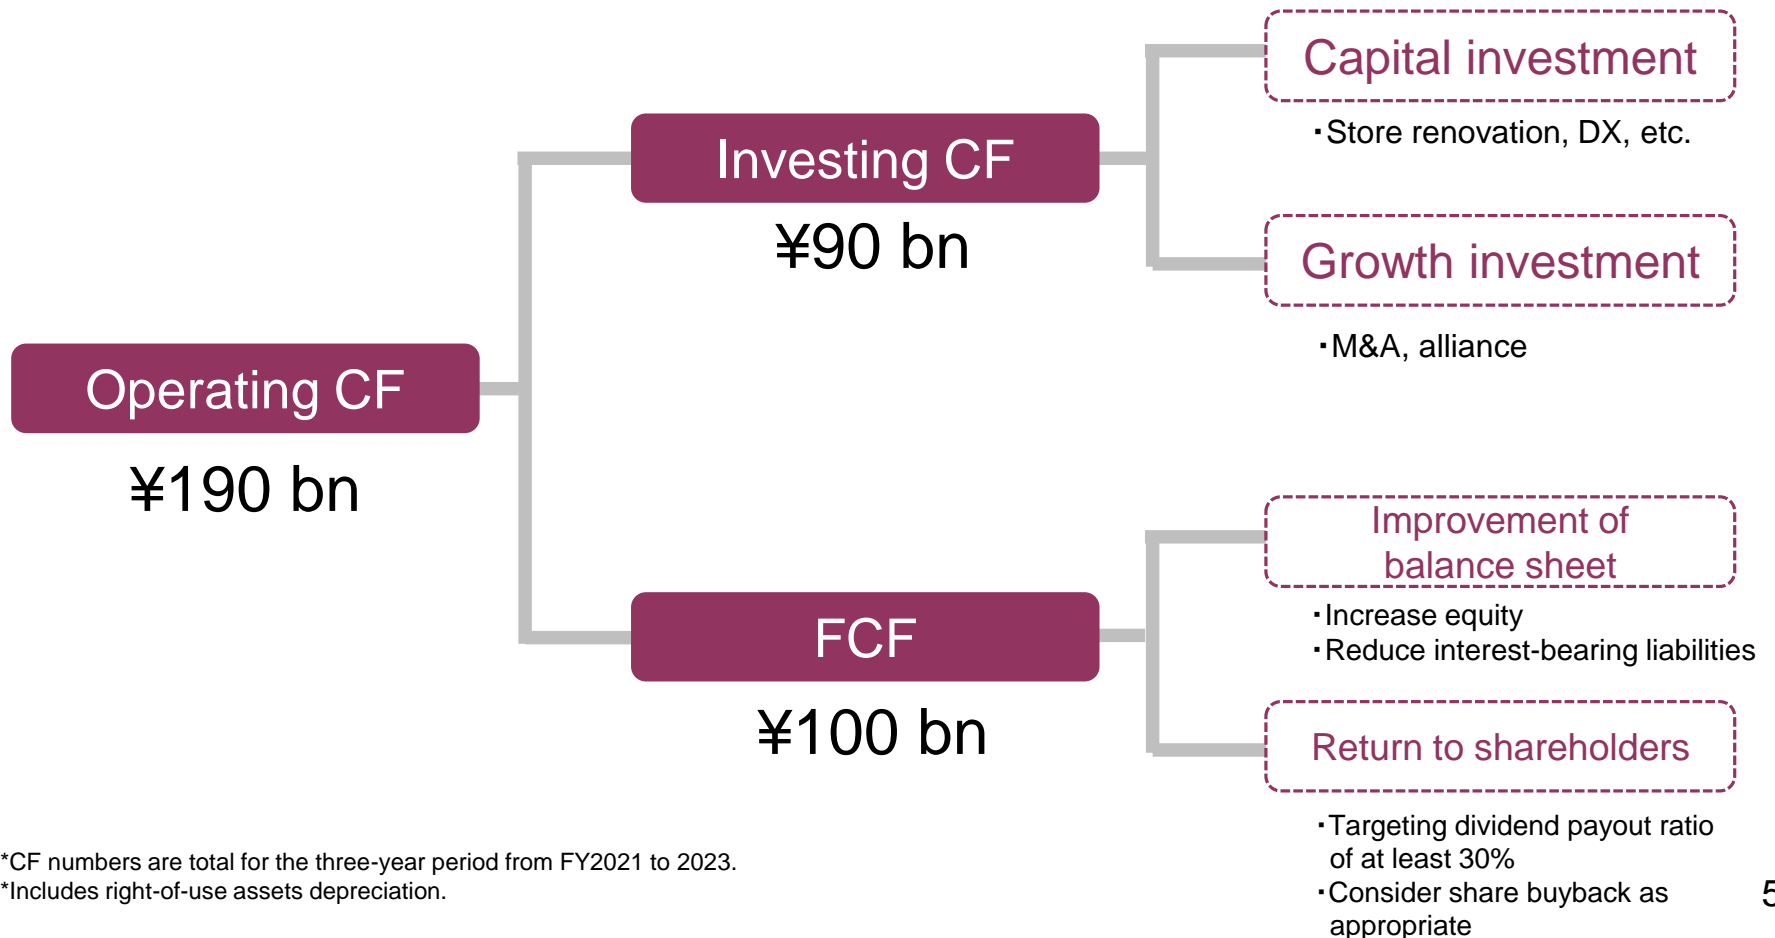 Capital investment
・Store renovation, DX, etc.
Investing CF
¥90 bn
Growth investment
・M&A, alliance
Operating CF
¥190 bn
Improvement of
balance sheet
・Increase equity
・Reduce interest-bearing liabilities
FCF
¥100 bn
Return to shareholders
・Targeting dividend payout ratio
of at least 30%
・Consider share buyback as
appropriate
*CF numbers are total for the three-year period from FY2021 to 2023.
*Includes right-of-use assets depreciation.